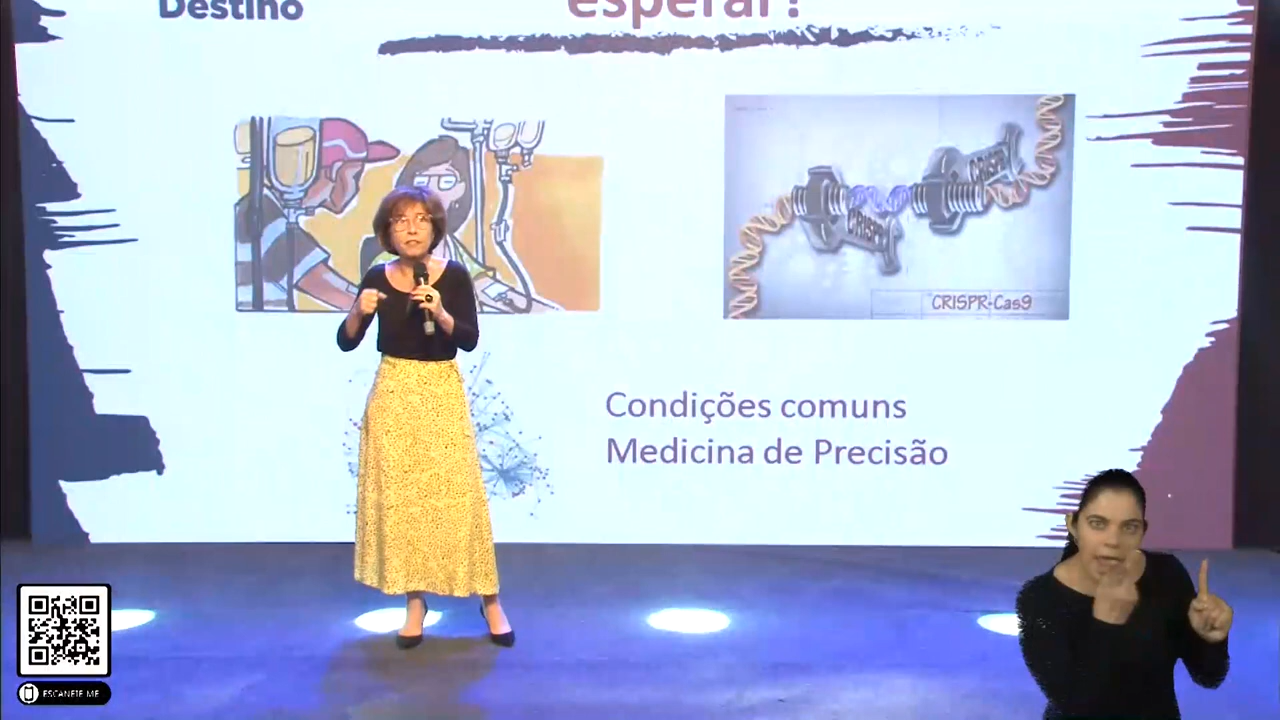 Destino
esperar?
CRISPR
CRISPR
CRISPR-Cas9
Condições comuns
Medicina de Precisão
ESCANEIE-ME